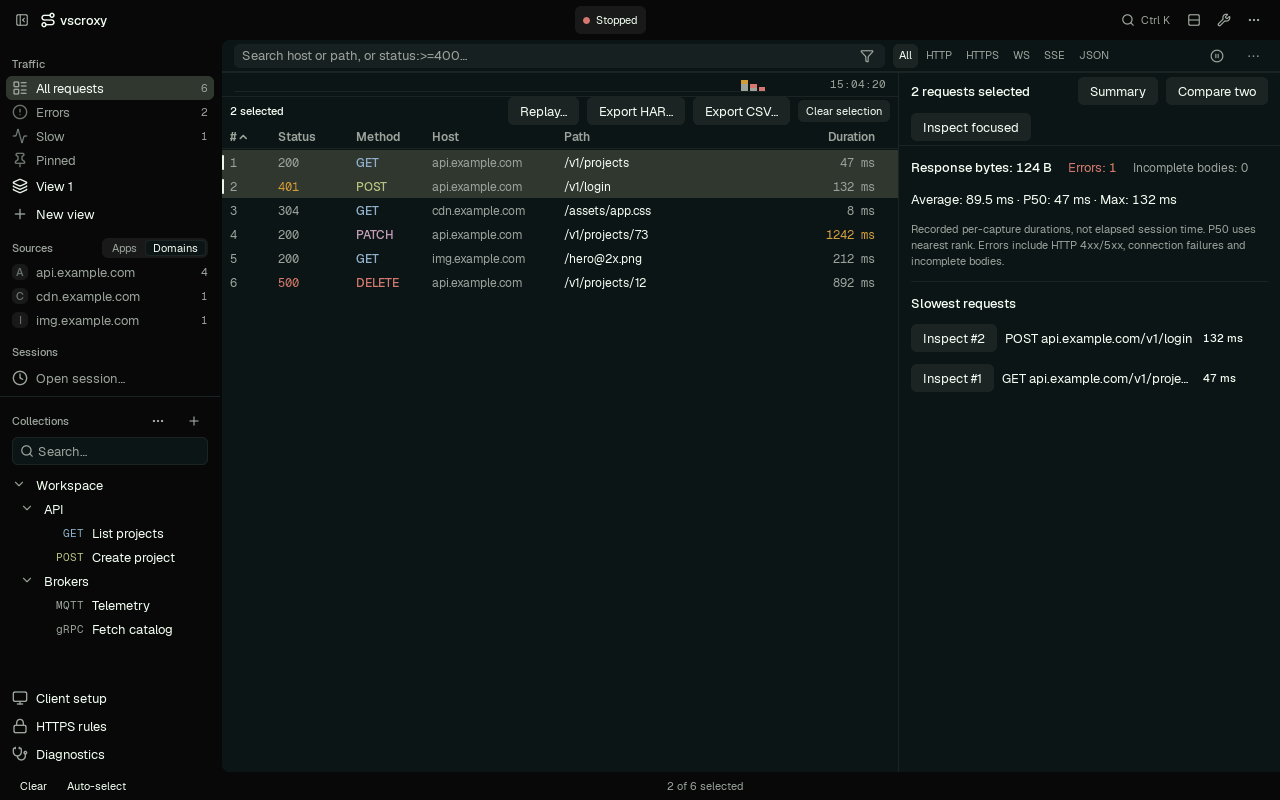 vscroxy
Stopped
Ctrl K
Traffic
All requests 6
Errors 2
Slow 1
Pinned
View 1
New view
Sources Apps Domains
A api.example.com 4
C cdn.example.com 1
I img.example.com 1
Sessions
Open session…
Collections
Search…
Workspace
API
GET List projects
POST Create project
Brokers
MQTT Telemetry
gRPC Fetch catalog
Client setup
HTTPS rules
Diagnostics
Clear Auto-select
Search host or path, or status:>=400…
All HTTP HTTPS WS SSE JSON
15:04:20
2 selected Replay… Export HAR… Export CSV… Clear selection
# Status Method Host Path Duration
1 200 GET api.example.com /v1/projects 47 ms
2 401 POST api.example.com /v1/login 132 ms
3 304 GET cdn.example.com /assets/app.css 8 ms
4 200 PATCH api.example.com /v1/projects/73 1242 ms
5 200 GET img.example.com /hero@2x.png 212 ms
6 500 DELETE api.example.com /v1/projects/12 892 ms
2 requests selected Summary Compare two
Inspect focused
Response bytes: 124 B Errors: 1 Incomplete bodies: 0
Average: 89.5 ms · P50: 47 ms · Max: 132 ms
Recorded per-capture durations, not elapsed session time. P50 uses
nearest rank. Errors include HTTP 4xx/5xx, connection failures and
incomplete bodies.
Slowest requests
Inspect #2 POST api.example.com/v1/login 132 ms
Inspect #1 GET api.example.com/v1/proje… 47 ms
2 of 6 selected